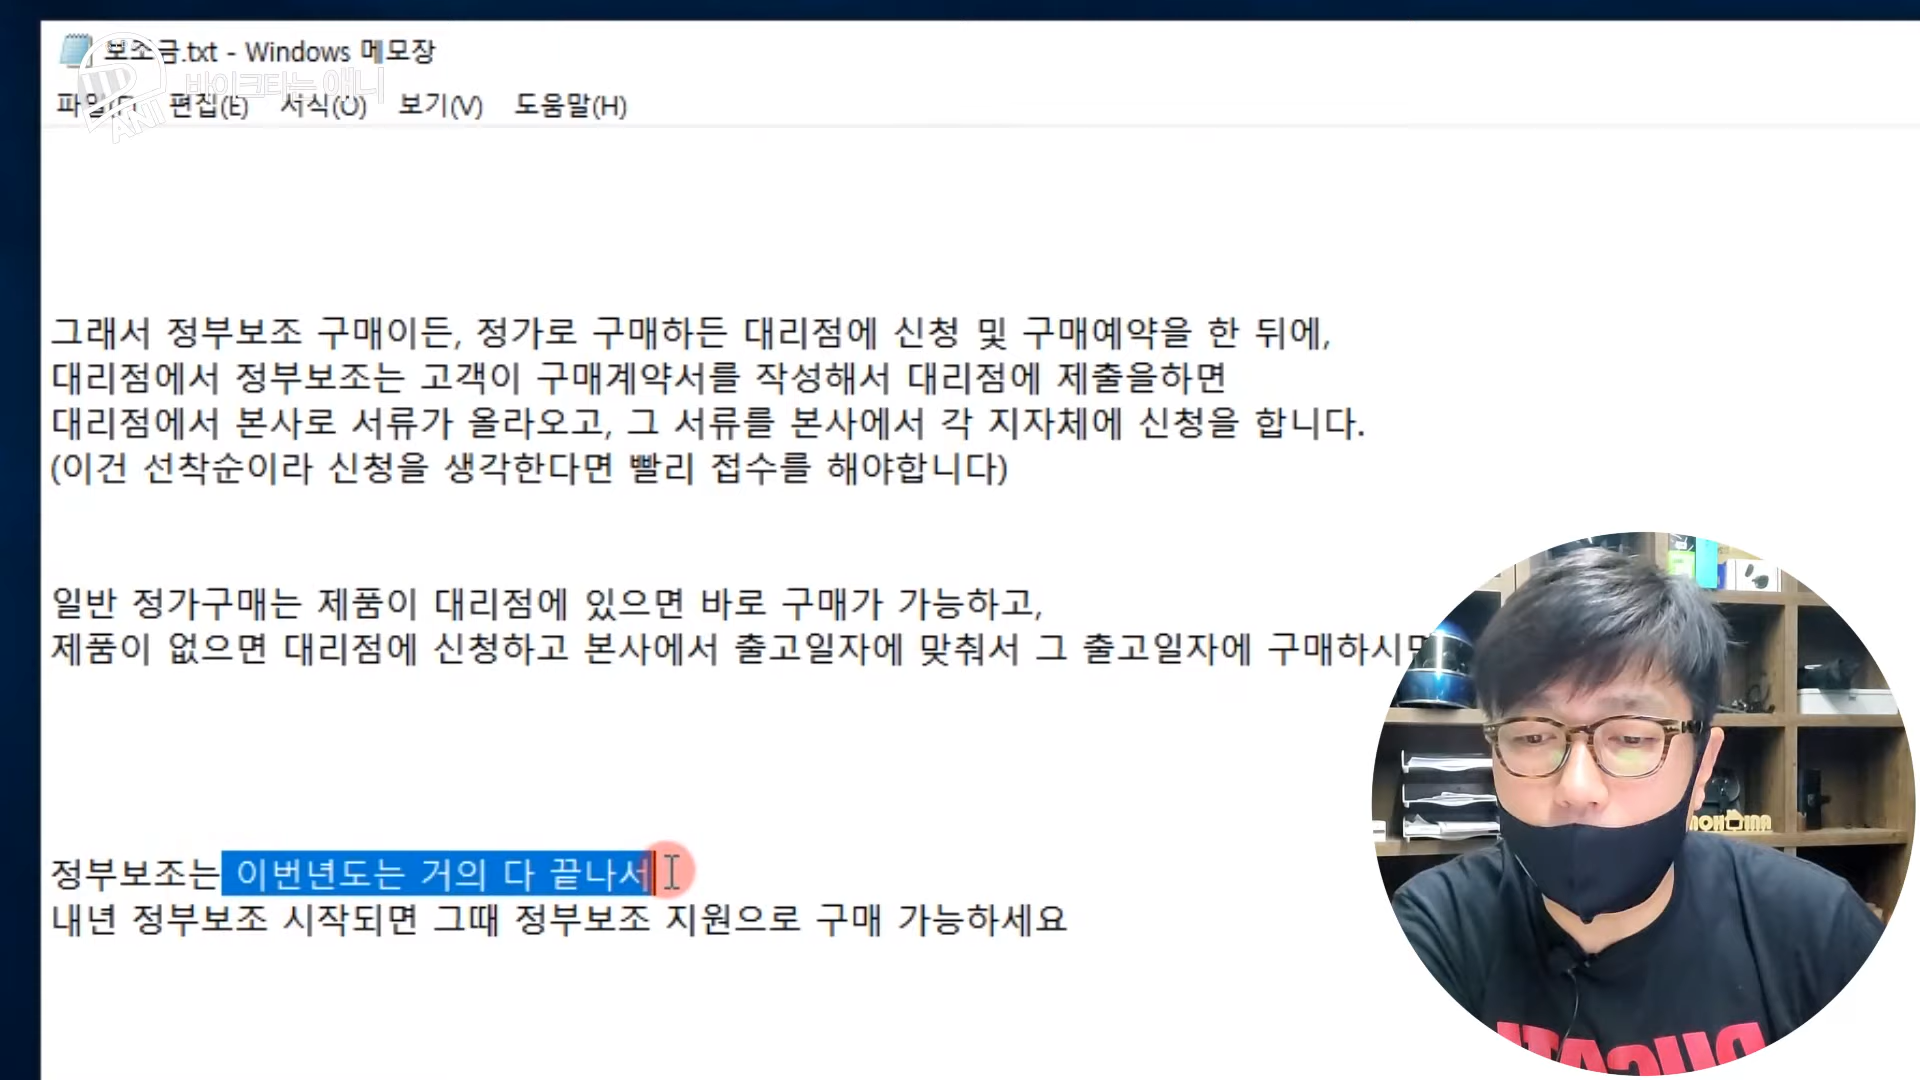 보조금.txt - Windows 메모장
바이크타는 애니
ANI
파일(F) 편집(E) 서식(O) 보기(V) 도움말(H)
그래서 정부보조 구매이든, 정가로 구매하든 대리점에 신청 및 구매예약을 한 뒤에,
대리점에서 정부보조는 고객이 구매계약서를 작성해서 대리점에 제출을하면
대리점에서 본사로 서류가 올라오고, 그 서류를 본사에서 각 지자체에 신청을 합니다.
(이건 선착순이라 신청을 생각한다면 빨리 접수를 해야합니다)
일반 정가구매는 제품이 대리점에 있으면 바로 구매가 가능하고,
제품이 없으면 대리점에 신청하고 본사에서 출고일자에 맞춰서 그 출고일자에 구매하시면
정부보조는 이번년도는 거의 다 끝나서
내년 정부보조 시작되면 그때 정부보조 지원으로 구매 가능하세요
DUCATI